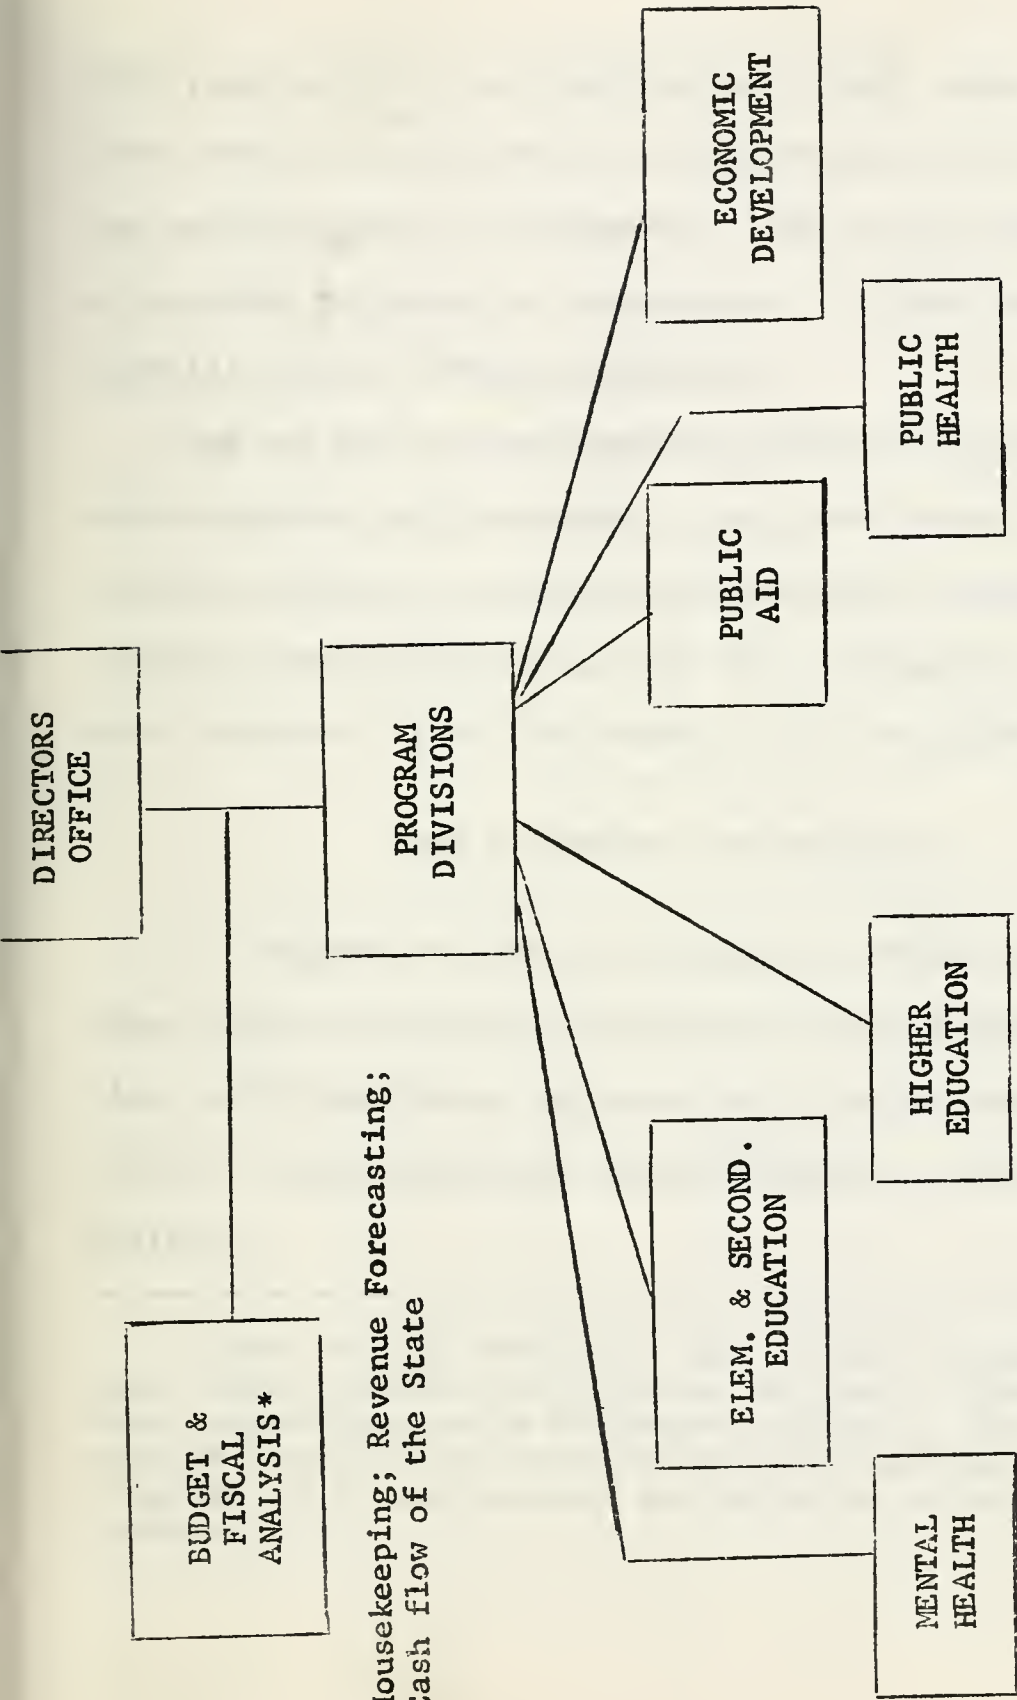 DIRECTORS
OFFICE
BUDGET &
FISCAL
ANALYSIS*
PROGRAM
DIVISIONS
Revenue Forecasting;
Cash flow of the State
MENTAL
HEALTH
ELEM. & SECOND.
EDUCATION
HIGHER
EDUCATION
PUBLIC
AID
PUBLIC
HEALTH
ECONOMIC
DEVELOPMENT